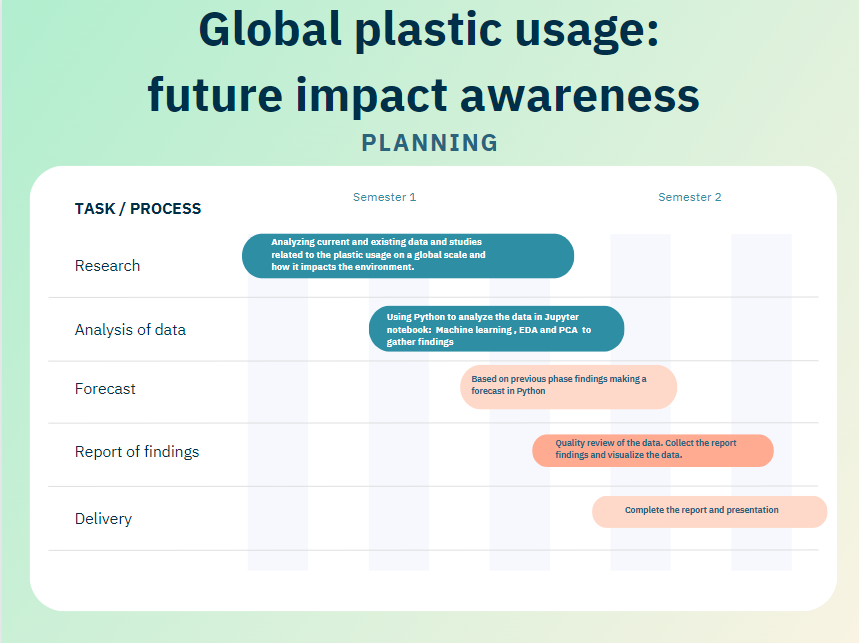 Global plastic usage:
future impact awareness
PLANNING
Semester 1
Semester 2
TASK / PROCESS
Research
Analyzing current and existing data and studies
related to the plastic usage on a global scale and
how it impacts the environment.
Analysis of data
Using Python to analyze the data in Jupyter
notebook: Machine learning , EDA and PCA to
gather findings
Forecast
Based on previous phase findings making a
forecast in Python
Report of findings
Quality review of the data. Collect the report
findings and visualize the data.
Delivery
Complete the report and presentation